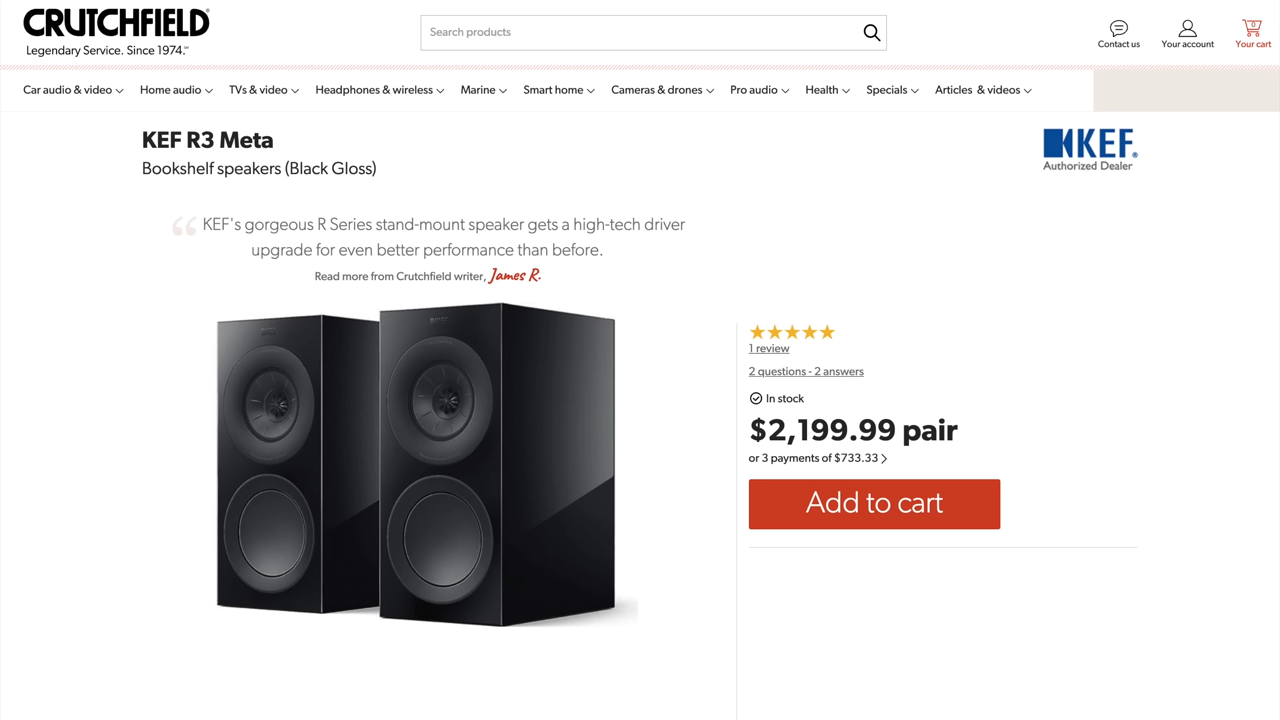 CRUTCHFIELD
Legendary Service. Since 1974.℠
Search products
Contact us
Your account
0
Your cart
Car audio & video
Home audio
TVs & video
Headphones & wireless
Marine
Smart home
Cameras & drones
Pro audio
Health
Specials
Articles & videos
KEF R3 Meta
Bookshelf speakers (Black Gloss)
KEF®
Authorized Dealer
“ KEF's gorgeous R Series stand-mount speaker gets a high-tech driver
upgrade for even better performance than before.
Read more from Crutchfield writer, James R.
KEF
1 review
2 questions - 2 answers
In stock
$2,199.99 pair
or 3 payments of $733.33
Add to cart